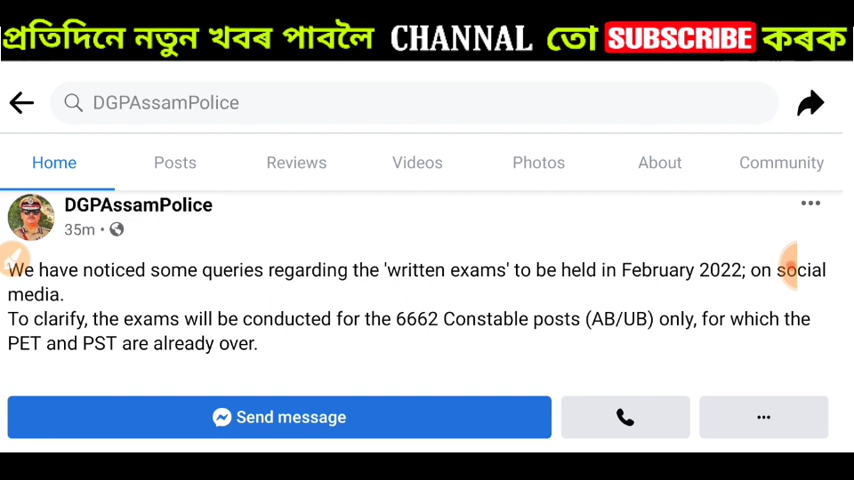 প্ৰতিদিনে নতুন খবৰ পাবলৈ CHANNAL তো SUBSCRIBE কৰক
DGPAssamPolice
Home Posts Reviews Videos Photos About Community
DGPAssamPolice
35m •
We have noticed some queries regarding the 'written exams' to be held in February 2022; on social
media.
To clarify, the exams will be conducted for the 6662 Constable posts (AB/UB) only, for which the
PET and PST are already over.
Send message